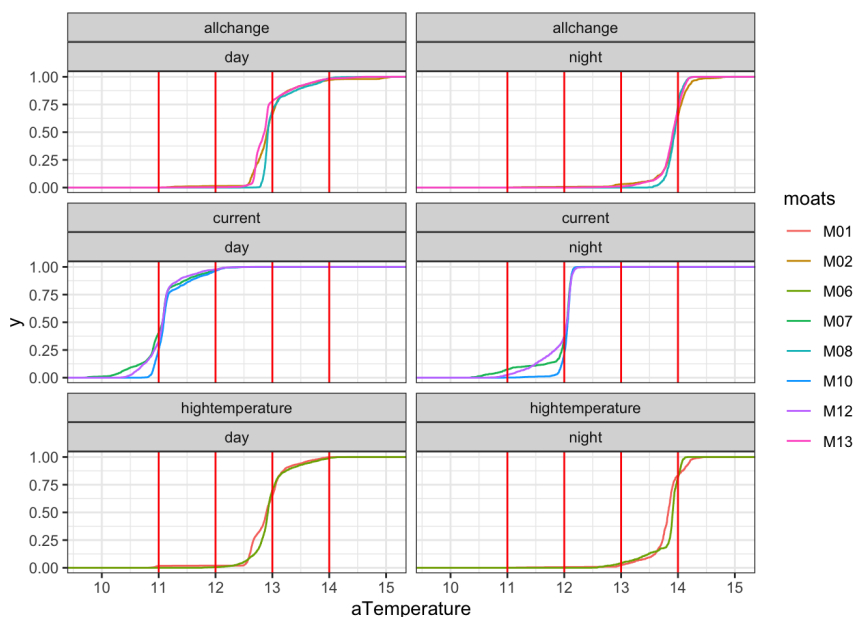 allchange allchange
day night
1.00
0.75
0.50
0.25
0.00
current current
day night
1.00
0.75
0.50
0.25
0.00
hightemperature hightemperature
day night
1.00
0.75
0.50
0.25
0.00
10 11 12 13 14 15 10 11 12 13 14 15
aTemperature
y
moats
M01
M02
M06
M07
M08
M10
M12
M13